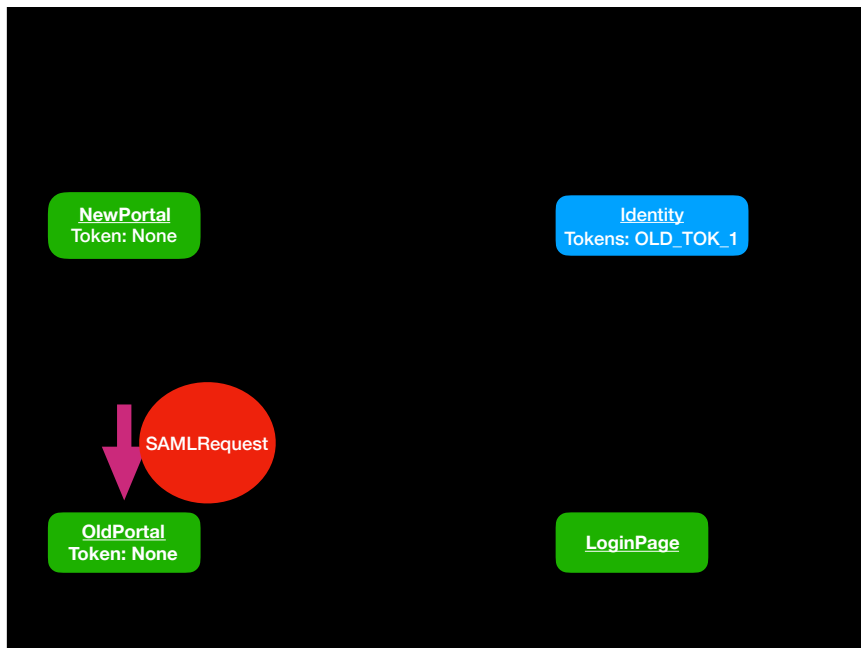 NewPortal
Token: None
Identity
Tokens: OLD_TOK_1
SAMLRequest
OldPortal
Token: None
LoginPage